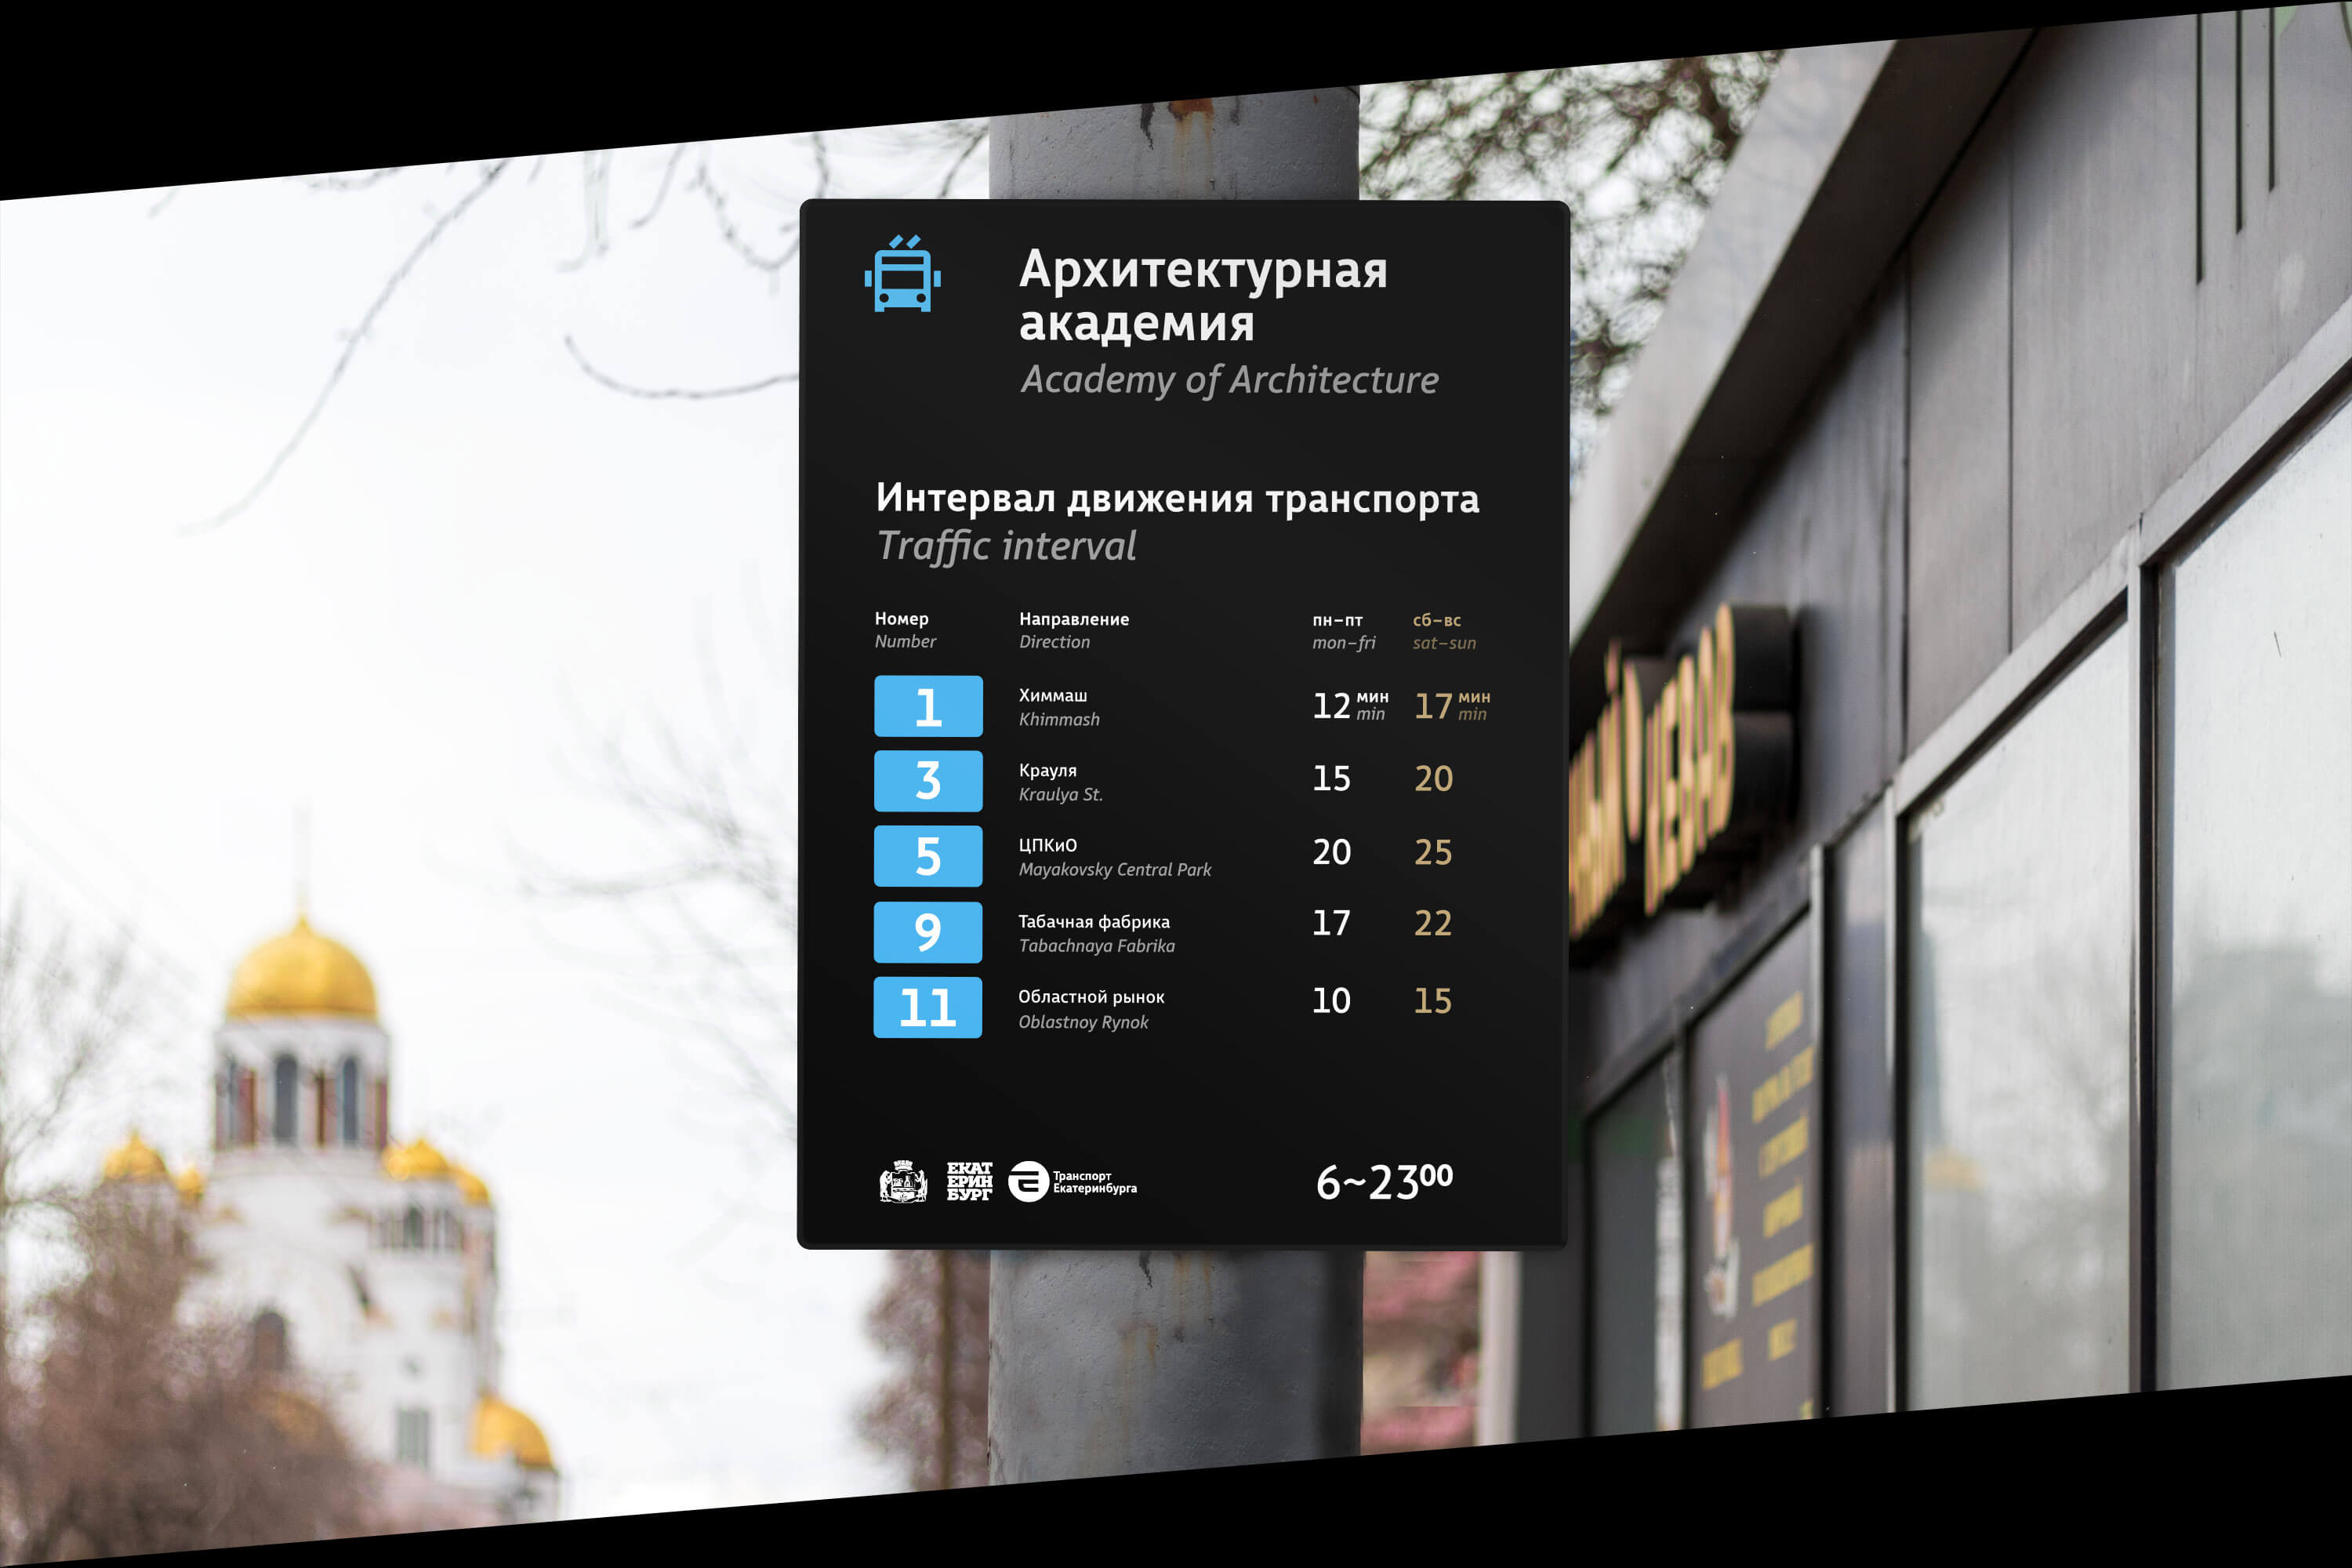 Архитектурная
академия
Academy of Architecture
Интервал движения транспорта
Traffic interval
Номер Направление пн–пт сб–вс
Number Direction mon–fri sat–sun
1 Химмаш 12 мин 17 мин
Khimmash min min
3 Крауля 15 20
Kraulya St.
5 ЦПКиО 20 25
Mayakovsky Central Park
9 Табачная фабрика 17 22
Tabachnaya Fabrika
11 Областной рынок 10 15
Oblastnoy Rynok
ЕКАТ
ЕРИН
БУРГ
Транспорт
Екатеринбурга
6~2300